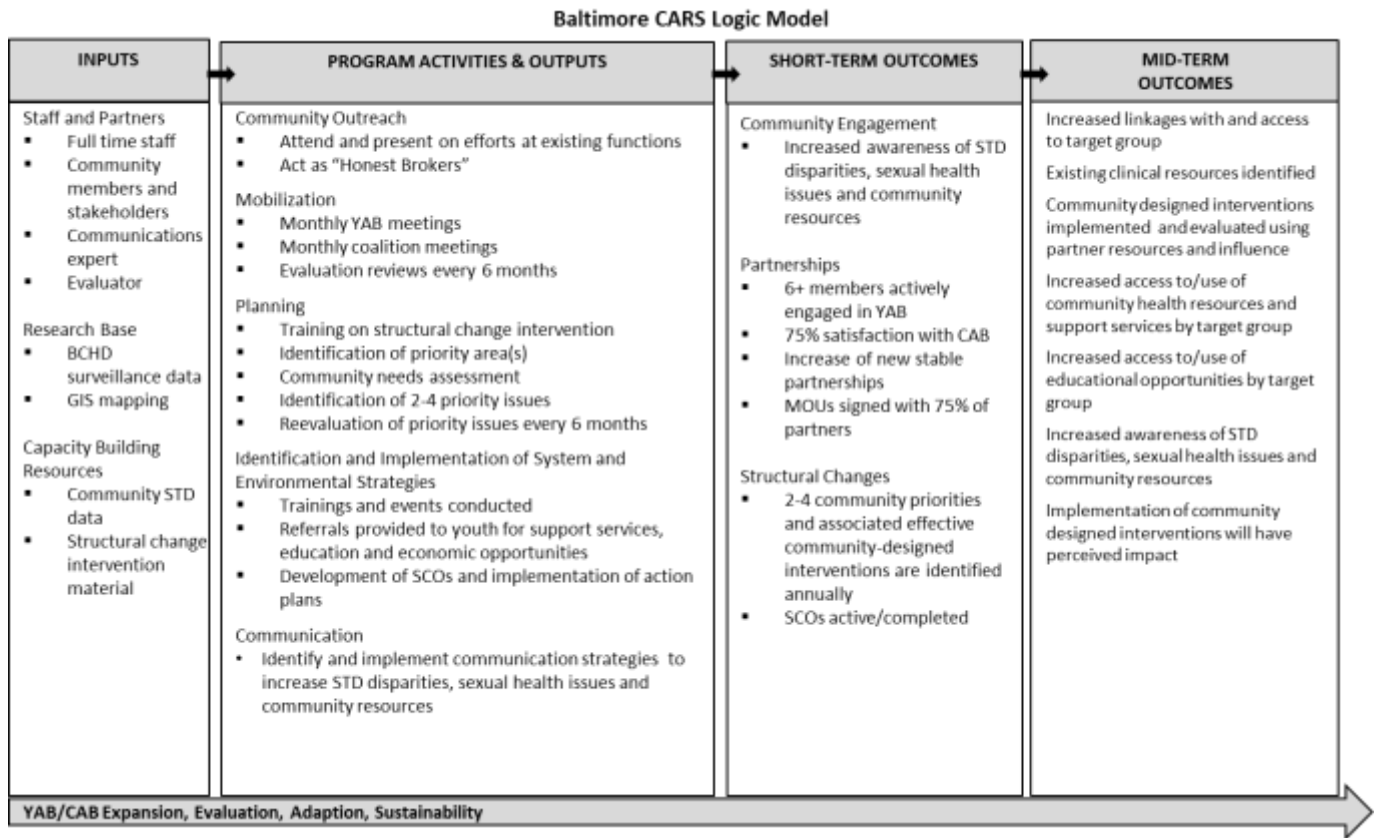 Baltimore CARS Logic Model
INPUTS
Staff and Partners
▪ Full time staff
▪ Community
members and
stakeholders
▪ Communications
expert
▪ Evaluator
Research Base
▪ BCHD
surveillance data
▪ GIS mapping
Capacity Building
Resources
▪ Community STD
data
▪ Structural change
intervention
material
PROGRAM ACTIVITIES & OUTPUTS
Community Outreach
▪ Attend and present on efforts at existing functions
▪ Act as “Honest Brokers”
Mobilization
▪ Monthly YAB meetings
▪ Monthly coalition meetings
▪ Evaluation reviews every 6 months
Planning
▪ Training on structural change intervention
▪ Identification of priority area(s)
▪ Community needs assessment
▪ Identification of 2-4 priority issues
▪ Reevaluation of priority issues every 6 months
Identification and Implementation of System and
Environmental Strategies
▪ Trainings and events conducted
▪ Referrals provided to youth for support services,
education and economic opportunities
▪ Development of SCOs and implementation of action
plans
Communication
• Identify and implement communication strategies to
increase STD disparities, sexual health issues and
community resources
SHORT-TERM OUTCOMES
Community Engagement
▪ Increased awareness of STD
disparities, sexual health
issues and community
resources
Partnerships
▪ 6+ members actively
engaged in YAB
▪ 75% satisfaction with CAB
▪ Increase of new stable
partnerships
▪ MOUs signed with 75% of
partners
Structural Changes
▪ 2-4 community priorities
and associated effective
community-designed
interventions are identified
annually
▪ SCOs active/completed
MID-TERM
OUTCOMES
Increased linkages with and access
to target group
Existing clinical resources identified
Community designed interventions
implemented and evaluated using
partner resources and influence
Increased access to/use of
community health resources and
support services by target group
Increased access to/use of
educational opportunities by target
group
Increased awareness of STD
disparities, sexual health issues and
community resources
Implementation of community
designed interventions will have
perceived impact
YAB/CAB Expansion, Evaluation, Adaption, Sustainability